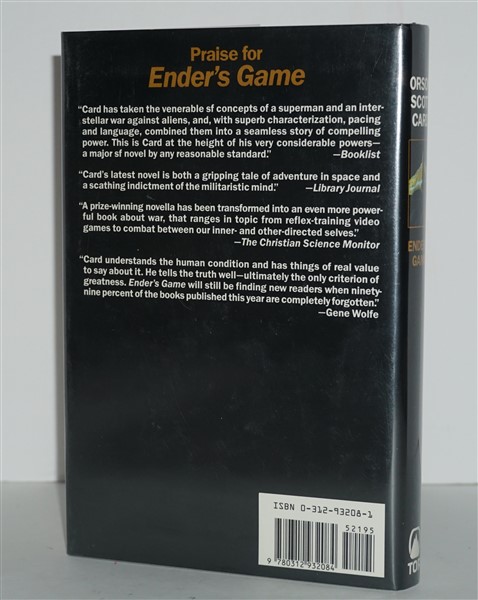 Praise for
Ender's Game
"Card has taken the venerable sf concepts of a superman and an inter-
stellar war against aliens, and, with superb characterization, pacing
and language, combined them into a seamless story of compelling
power. This is Card at the height of his very considerable powers—
a major sf novel by any reasonable standard." —Booklist
"Card's latest novel is both a gripping tale of adventure in space and
a scathing indictment of the militaristic mind." —Library Journal
"A prize-winning novella has been transformed into an even more power-
ful book about war, that ranges in topic from reflex-training video
games to combat between our inner- and other-directed selves."
—The Christian Science Monitor
"Card understands the human condition and has things of real value
to say about it. He tells the truth well—ultimately the only criterion of
greatness. Ender's Game will still be finding new readers when ninety-
nine percent of the books published this year are completely forgotten."
—Gene Wolfe
ISBN 0-312-93208-1
52195
9 780312 932084
ORSO
SCOT
CARD
ENDE
GAM
TO